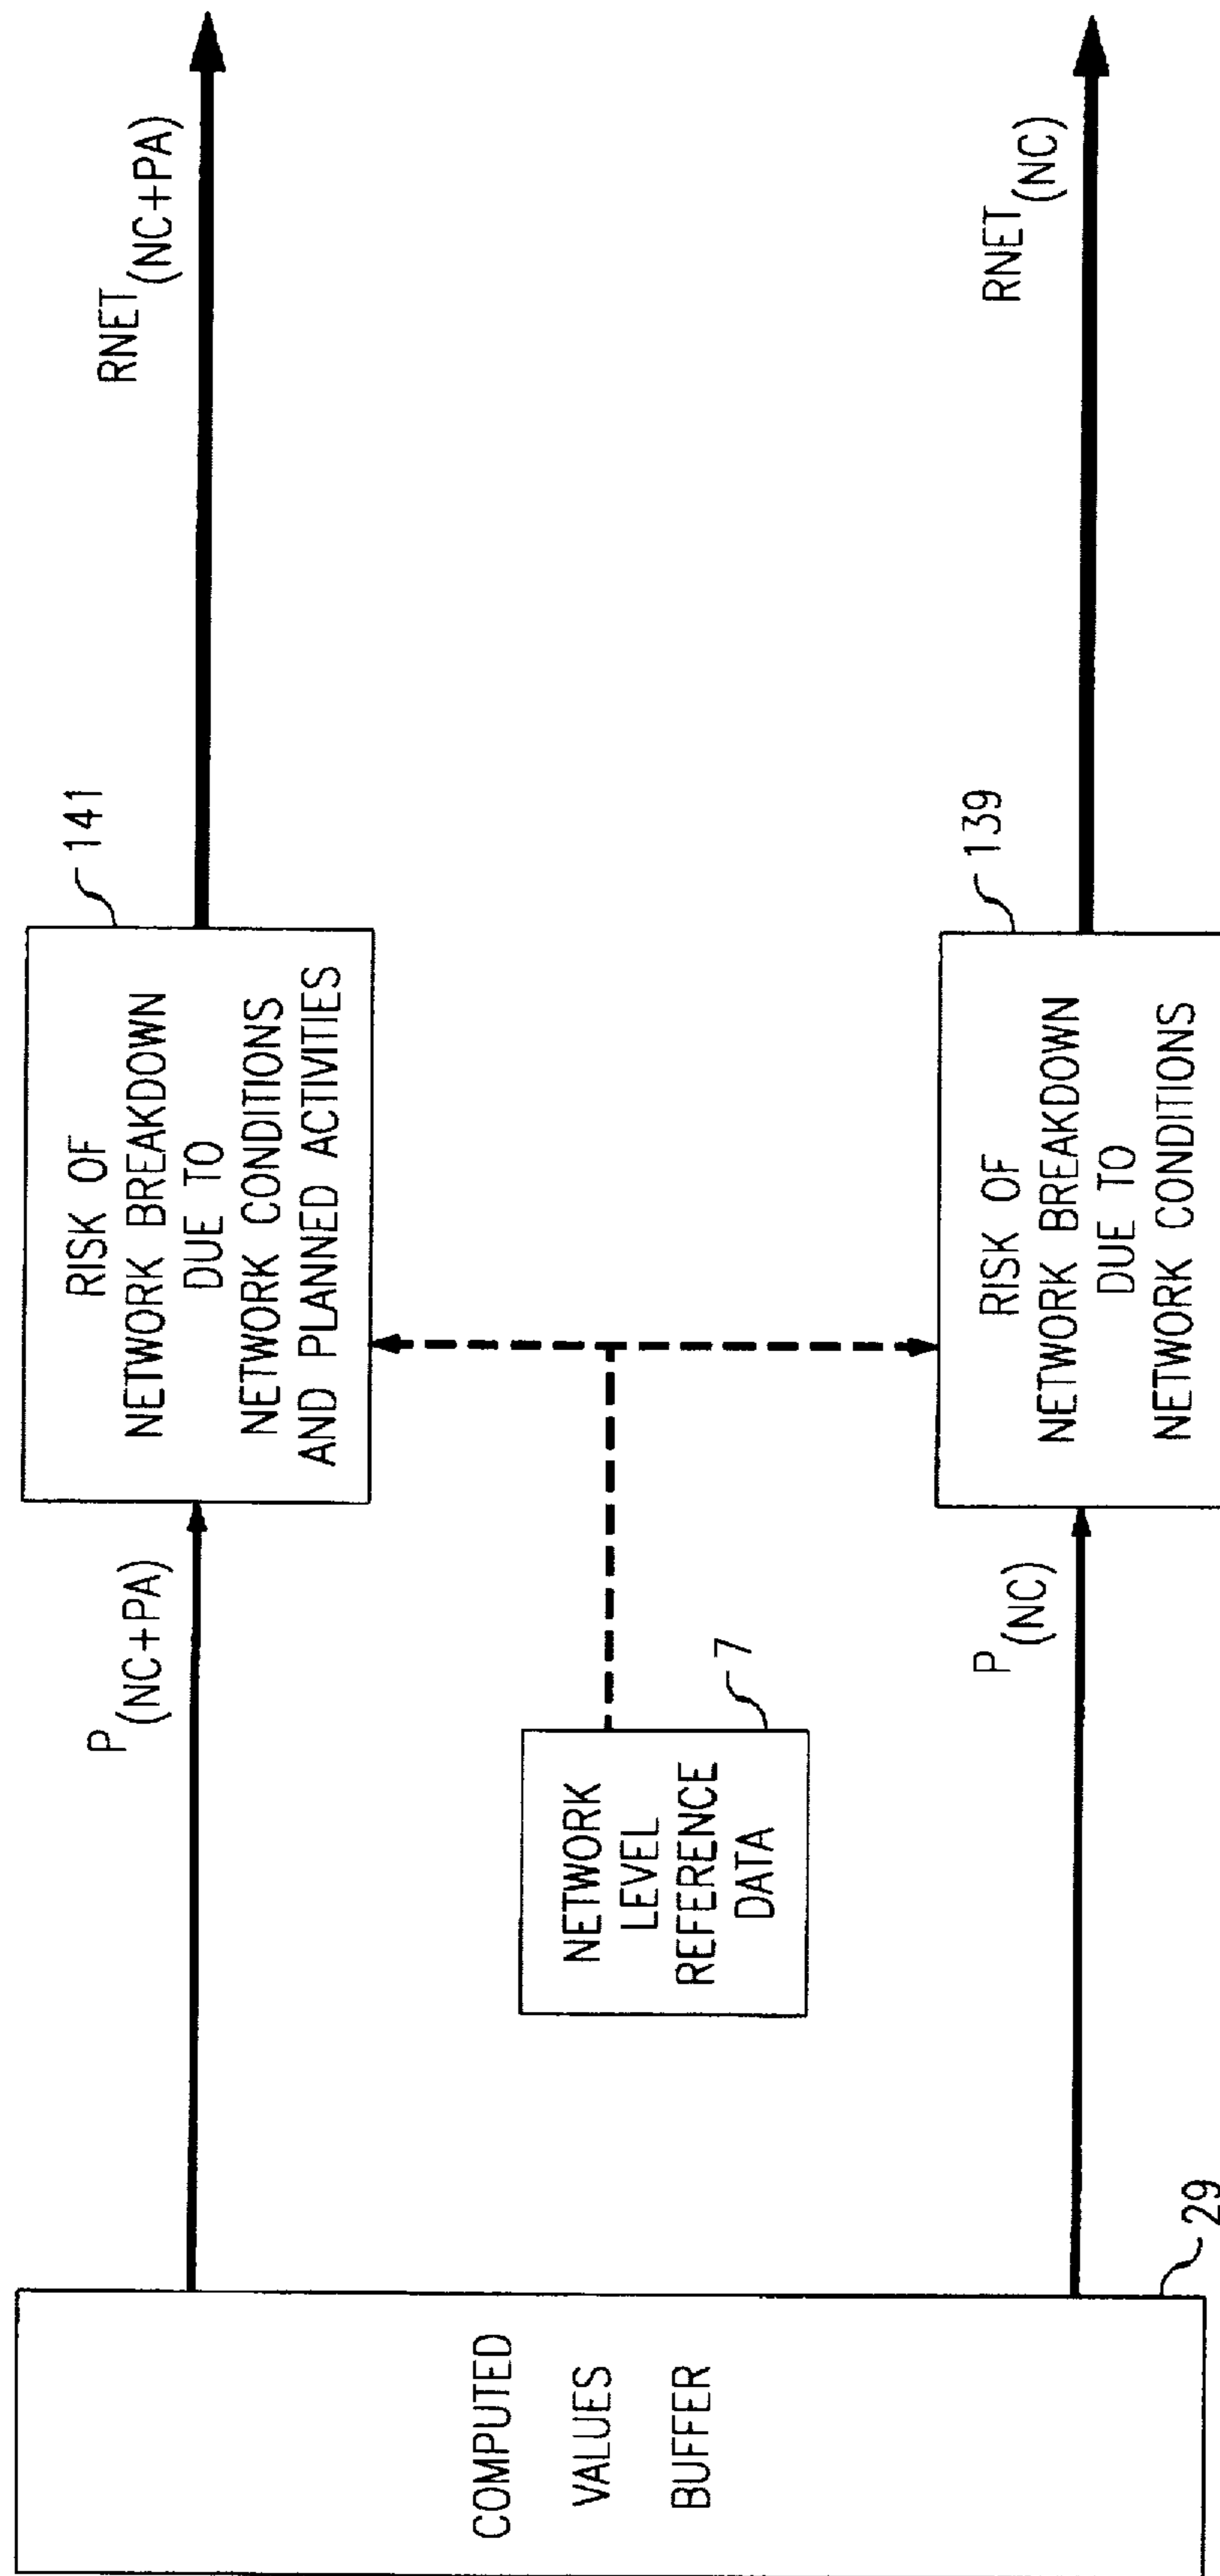 COMPUTED
VALUES
BUFFER
29
P(NC+PA)
P(NC)
NETWORK
LEVEL
REFERENCE
DATA
7
RISK OF
NETWORK BREAKDOWN
DUE TO
NETWORK CONDITIONS
AND PLANNED ACTIVITIES
141
RISK OF
NETWORK BREAKDOWN
DUE TO
NETWORK CONDITIONS
139
RNET(NC+PA)
RNET(NC)